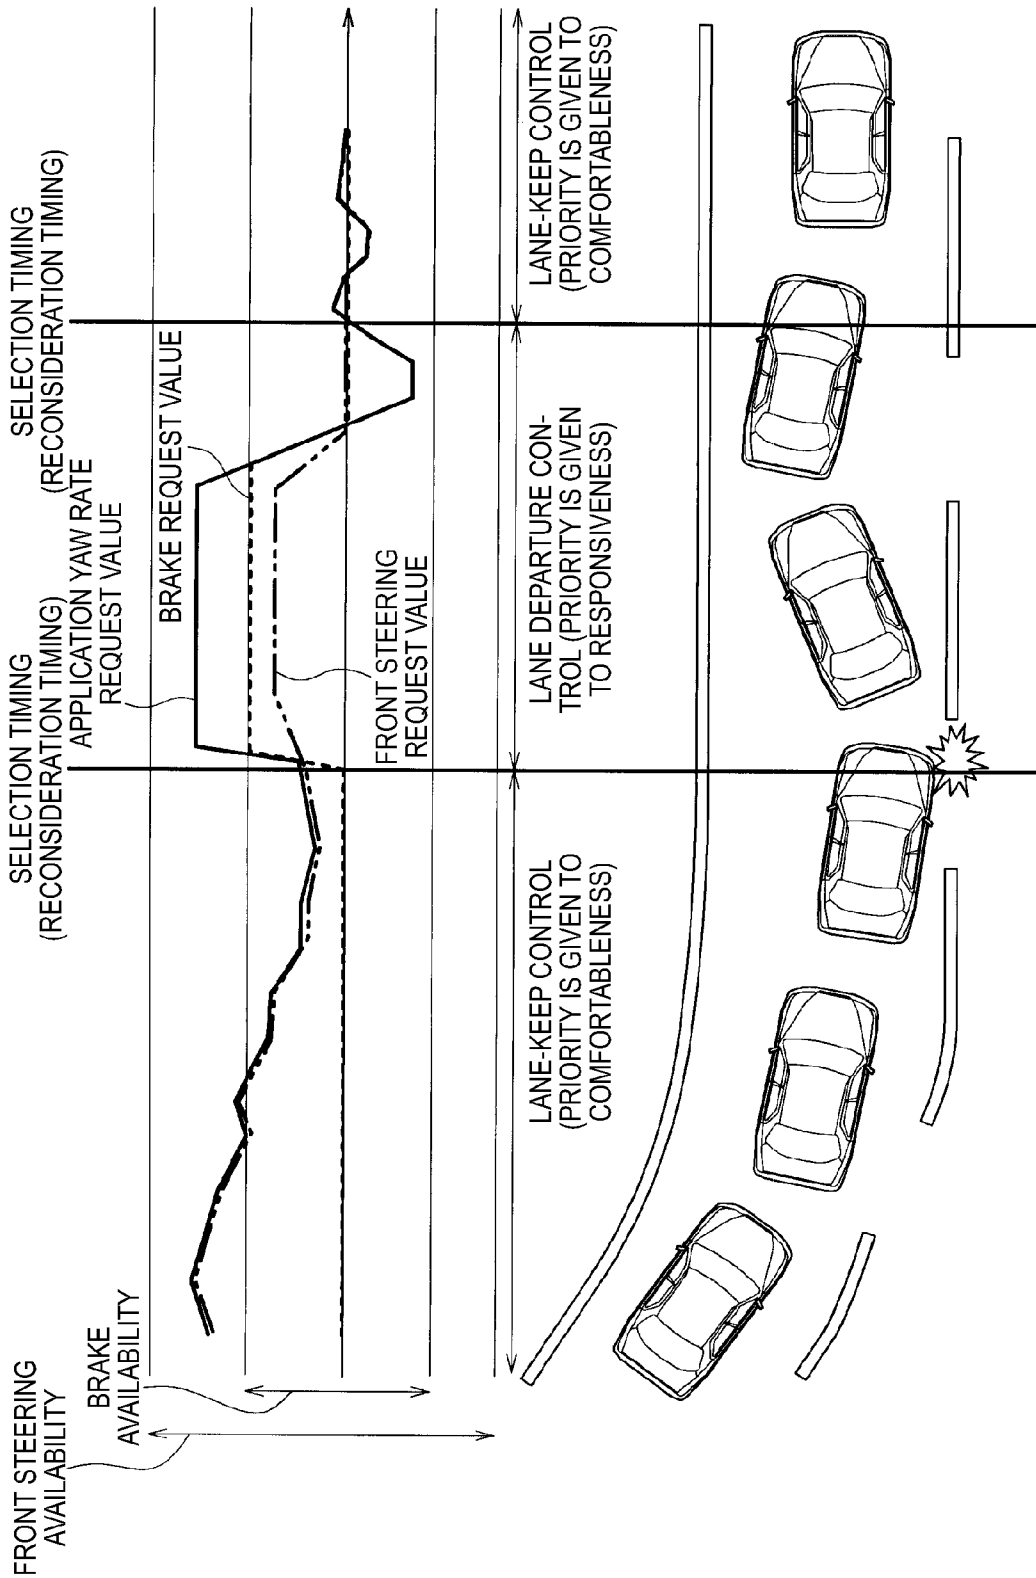 FRONT STEERING
AVAILABILITY
BRAKE
AVAILABILITY
SELECTION TIMING
(RECONSIDERATION TIMING)
APPLICATION YAW RATE
REQUEST VALUE
BRAKE REQUEST VALUE
FRONT STEERING
REQUEST VALUE
SELECTION TIMING
(RECONSIDERATION TIMING)
LANE-KEEP CONTROL
(PRIORITY IS GIVEN TO
COMFORTABLENESS)
LANE DEPARTURE CON-
TROL (PRIORITY IS GIVEN
TO RESPONSIVENESS)
LANE-KEEP CONTROL
(PRIORITY IS GIVEN TO
COMFORTABLENESS)